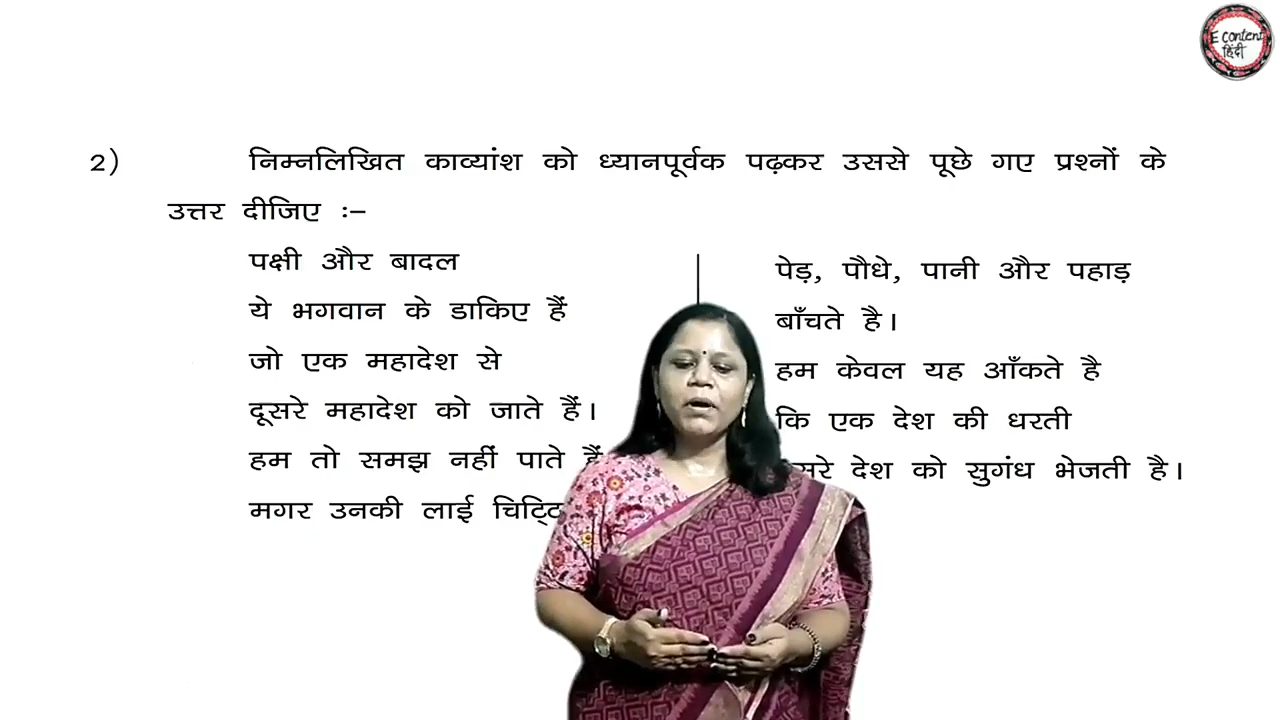 E content
हिंदी
2) निम्नलिखित काव्यांश को ध्यानपूर्वक पढ़कर उससे पूछे गए प्रश्नों के
उत्तर दीजिए :–
पक्षी और बादल
ये भगवान के डाकिए हैं
जो एक महादेश से
दूसरे महादेश को जाते हैं।
हम तो समझ नहीं पाते हैं
मगर उनकी लाई
पेड़, पौधे, पानी और पहाड़
बाँचते है।
हम केवल यह आँकते है
कि एक देश की धरती
देश को सुगंध भेजती है।